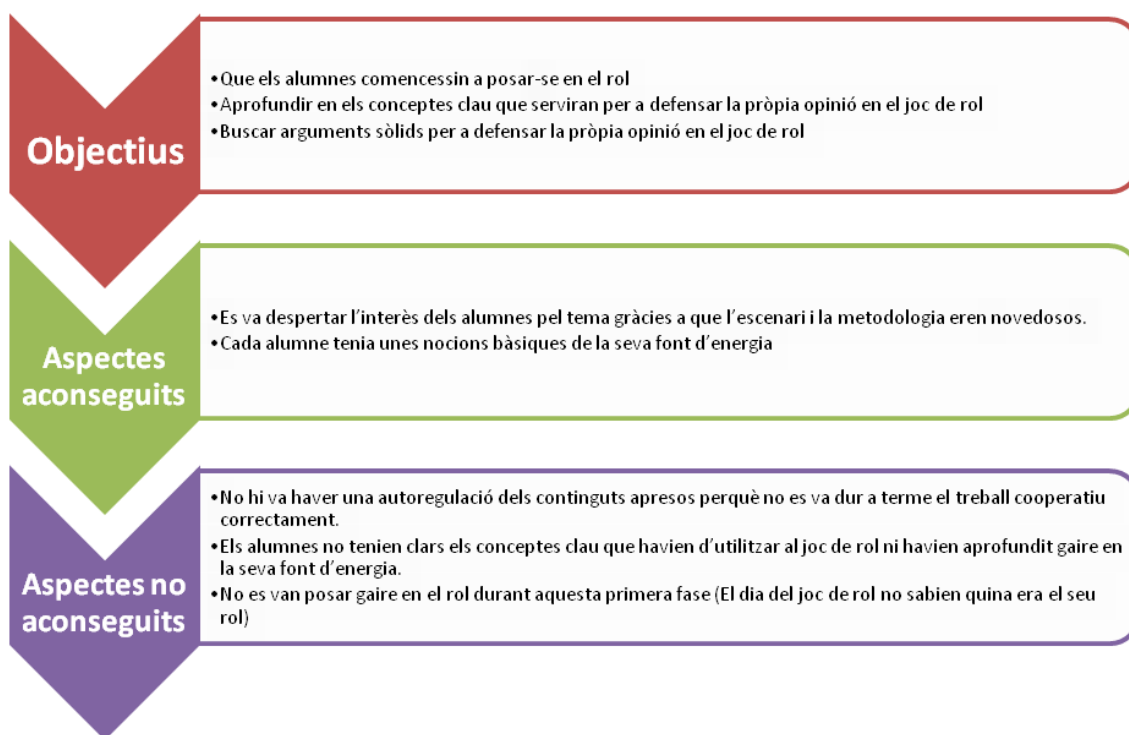 Objectius
•Que els alumnes comencessin a posar-se en el rol
•Aprofundir en els conceptes clau que serviran per a defensar la pròpia opinió en el joc de rol
•Buscar arguments sòlids per a defensar la pròpia opinió en el joc de rol
Aspectes
aconseguits
•Es va despertar l'interès dels alumnes pel tema gràcies a que l'escenari i la metodologia eren novedosos.
•Cada alumne tenia unes nocions bàsiques de la seva font d'energia
Aspectes no
aconseguits
•No hi va haver una autoregulació dels continguts apresos perquè no es va dur a terme el treball cooperatiu
correctament.
•Els alumnes no tenien clars els conceptes clau que havien d'utilitzar al joc de rol ni havien aprofundit gaire en
la seva font d'energia.
•No es van posar gaire en el rol durant aquesta primera fase (El dia del joc de rol no sabien quina era el seu
rol)